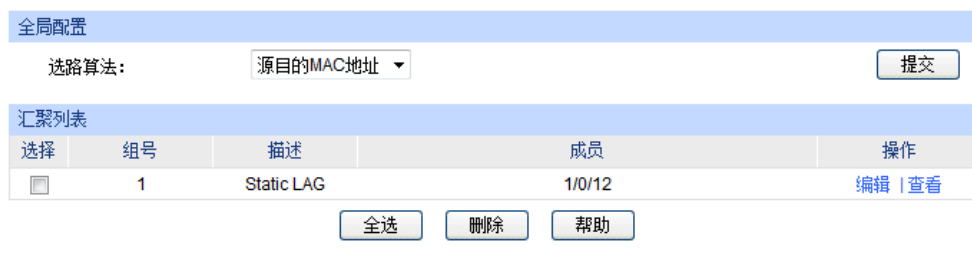 全局配置
选路算法： 源目的MAC地址 提交
汇聚列表
选择 组号 描述 成员 操作
1 Static LAG 1/0/12 编辑 | 查看
全选 删除 帮助